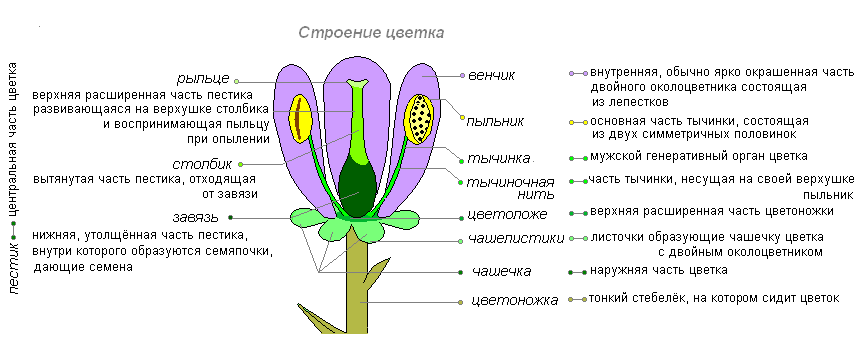 Строение цветка
пестик
центральная часть цветка
рыльце
верхняя расширенная часть пестика
развивающаяся на верхушке столбика
и воспринимающая пыльцу
при опылении
столбик
вытянутая часть пестика, отходящая
от завязи
завязь
нижняя, утолщённая часть пестика,
внутри которого образуются семяпочки,
дающие семена
венчик
внутренняя, обычно ярко окрашенная часть
двойного околоцветника состоящая
из лепестков
пыльник
основная часть тычинки, состоящая
из двух симметричных половинок
тычинка
мужской генеративный орган цветка
тычиночная
нить
часть тычинки, несущая на своей верхушке
пыльник
цветоложе
верхняя расширенная часть цветоножки
чашелистики
листочки образующие чашечку цветка
с двойным околоцветником
чашечка
наружняя часть цветка
цветоножка
тонкий стебелёк, на котором сидит цветок